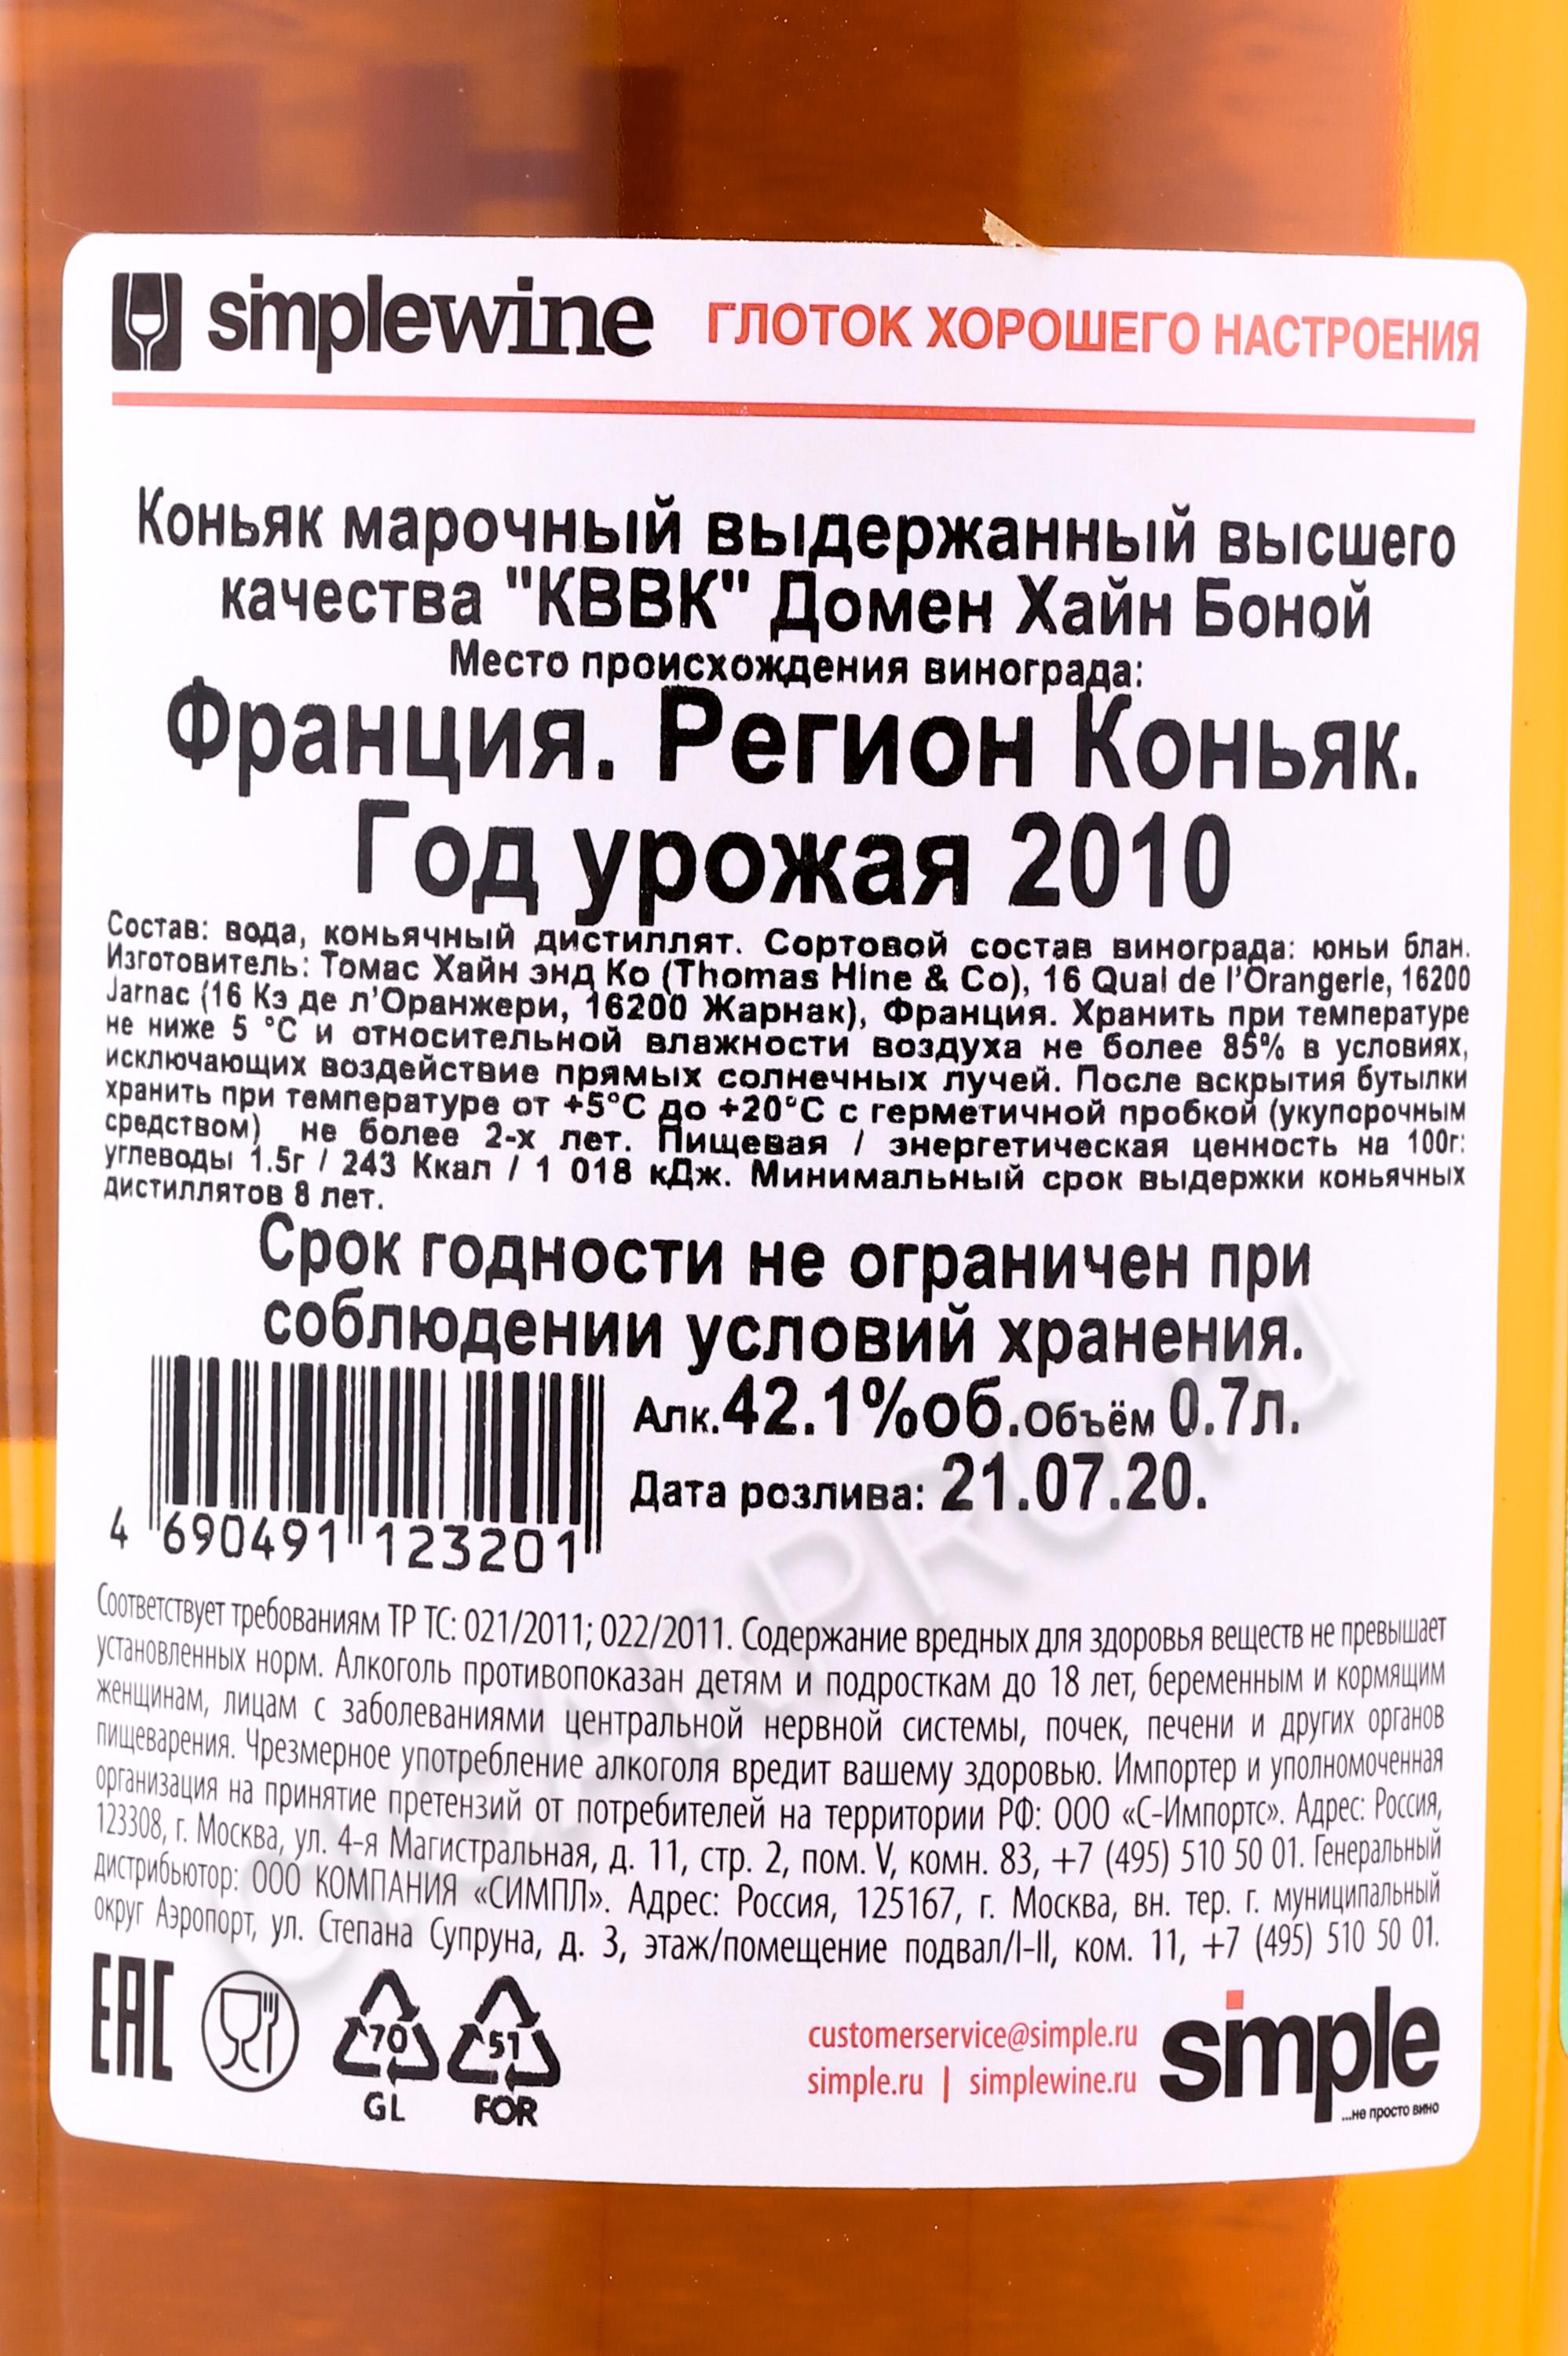 simplewine ГЛОТОК ХОРОШЕГО НАСТРОЕНИЯ
Коньяк марочный выдержанный высшего
качества "КВВК" Домен Хайн Боной
Место происхождения винограда:
Франция. Регион Коньяк.
Год урожая 2010
Состав: вода, коньячный дистиллят. Сортовой состав винограда: юньи блан.
Изготовитель: Томас Хайн энд Ко (Thomas Hine & Co), 16 Quai de l'Orangerie, 16200
Jarnac (16 Кэ де л'Оранжери, 16200 Жарнак), Франция. Хранить при температуре
не ниже 5 °C и относительной влажности воздуха не более 85% в условиях,
исключающих воздействие прямых солнечных лучей. После вскрытия бутылки
хранить при температуре от +5°C до +20°C с герметичной пробкой (укупорочным
средством) не более 2-х лет. Пищевая / энергетическая ценность на 100г:
углеводы 1.5г / 243 Ккал / 1 018 кДж. Минимальный срок выдержки коньячных
дистиллятов 8 лет.
Срок годности не ограничен при
соблюдении условий хранения.
Алк.42.1%об.Объём 0.7л.
Дата розлива: 21.07.20.
4 690491 123201
Соответствует требованиям ТР ТС: 021/2011; 022/2011. Содержание вредных для здоровья веществ не превышает
установленных норм. Алкоголь противопоказан детям и подросткам до 18 лет, беременным и кормящим
женщинам, лицам с заболеваниями центральной нервной системы, почек, печени и других органов
пищеварения. Чрезмерное употребление алкоголя вредит вашему здоровью. Импортер и уполномоченная
организация на принятие претензий от потребителей на территории РФ: ООО «С-Импортс». Адрес: Россия,
123308, г. Москва, ул. 4-я Магистральная, д. 11, стр. 2, пом. V, комн. 83, +7 (495) 510 50 01. Генеральный
дистрибьютор: ООО КОМПАНИЯ «СИМПЛ». Адрес: Россия, 125167, г. Москва, вн. тер. г. муниципальный
округ Аэропорт, ул. Степана Супруна, д. 3, этаж/помещение подвал/I-II, ком. 11, +7 (495) 510 50 01.
EAC
70
GL
51
FOR
customerservice@simple.ru
simple.ru | simplewine.ru
simple
...не просто вино
CIGARPRO.ru